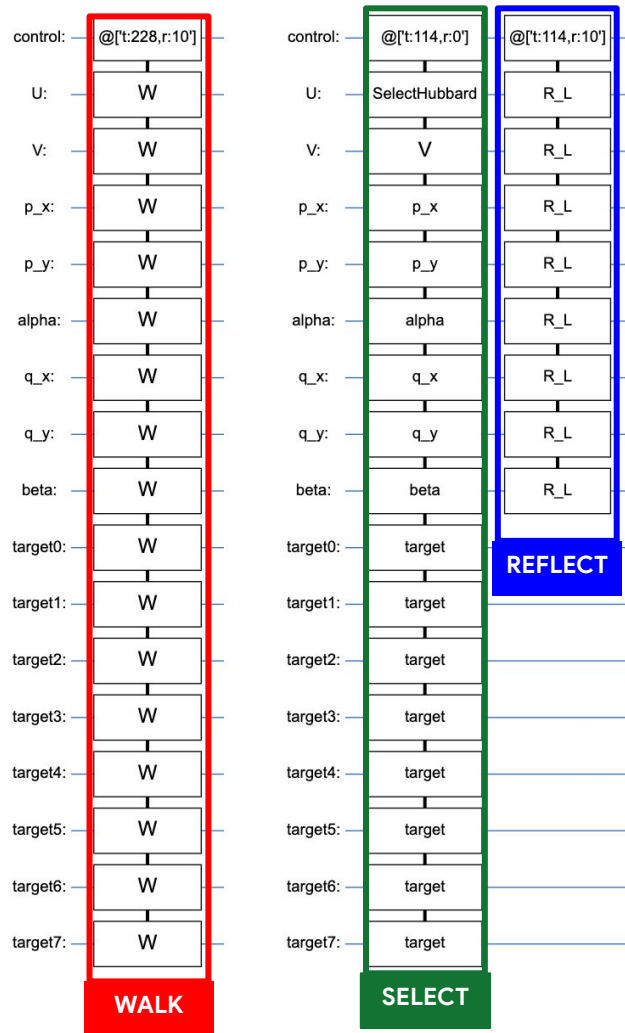 control: @['t:228,r:10'] control: @['t:114,r:0'] @['t:114,r:10']
U: W U: SelectHubbard R_L
V: W V: V R_L
p_x: W p_x: p_x R_L
p_y: W p_y: p_y R_L
alpha: W alpha: alpha R_L
q_x: W q_x: q_x R_L
q_y: W q_y: q_y R_L
beta: W beta: beta R_L
target0: W target0: target REFLECT
target1: W target1: target
target2: W target2: target
target3: W target3: target
target4: W target4: target
target5: W target5: target
target6: W target6: target
target7: W target7: target
WALK SELECT